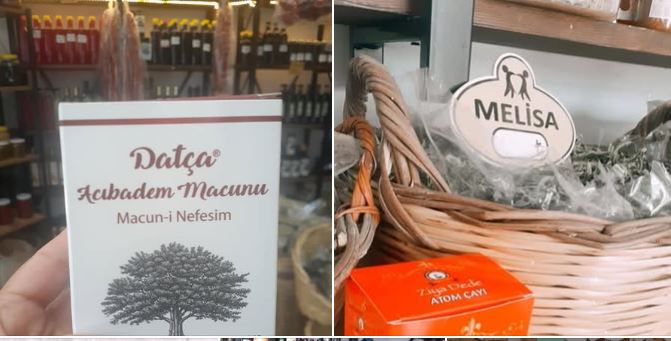 Datça®
Acıbadem Macunu
Macun-i Nefesim
MELİSA
Ziya Dede
ATOM ÇAYI